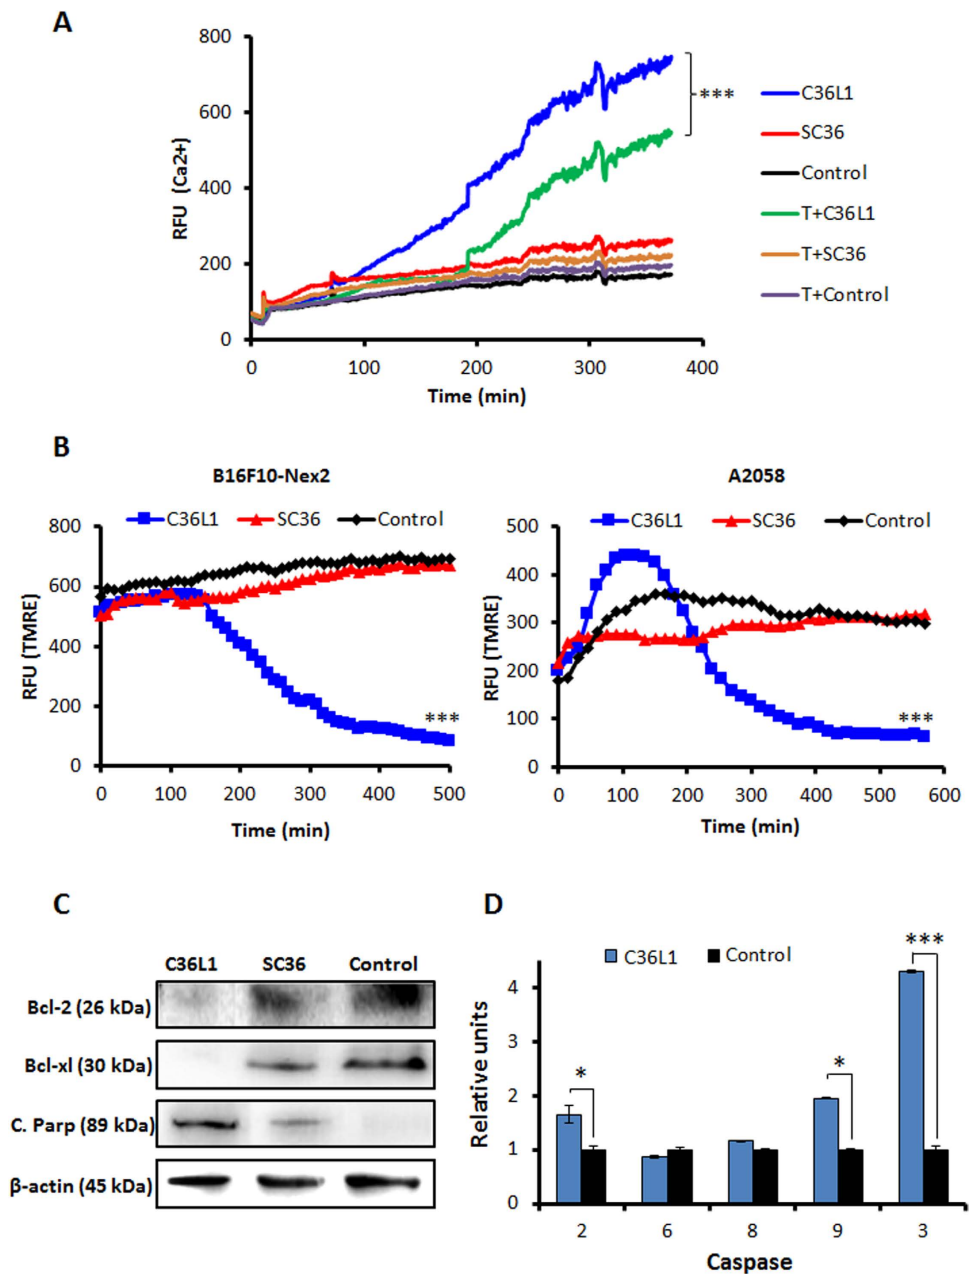 A
800
600
400
200
0
RFU (Ca2+)
0 100 200 300 400
Time (min)
***
C36L1
SC36
Control
T+C36L1
T+SC36
T+Control
B
B16F10-Nex2
C36L1 SC36 Control
800
600
400
200
0
RFU (TMRE)
***
0 100 200 300 400 500
Time (min)
A2058
C36L1 SC36 Control
500
400
300
200
100
0
RFU (TMRE)
***
0 100 200 300 400 500 600
Time (min)
C
C36L1 SC36 Control
Bcl-2 (26 kDa)
Bcl-xl (30 kDa)
C. Parp (89 kDa)
β-actin (45 kDa)
D
C36L1 Control
4
3
2
1
0
Relative units
*
*
***
2 6 8 9 3
Caspase